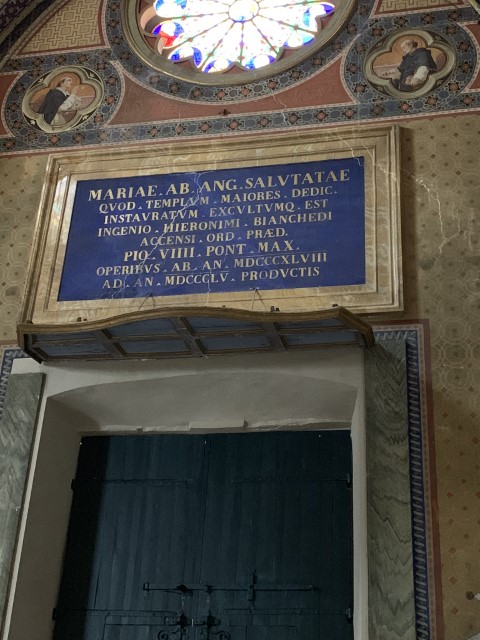 MARIAE . AB . ANG . SALVTATAE
QVOD . TEMPLVM . MAIORES . DEDIC .
INSTAVRATVM . EXCVLTVMQ . EST
INGENIO . HIERONIMI . BIANCHEDI
ACCENSI . ORD . PRÆD .
PIO . VIIII . PONT . MAX .
OPERIBVS . AB . AN . MDCCCXLVIII
AD . AN . MDCCCLV . PRODVCTIS